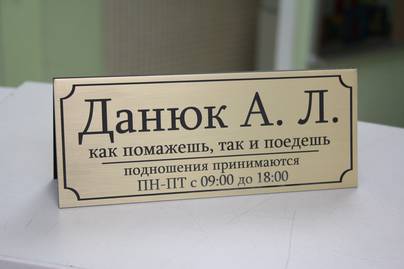 Данюк А. Л.
как помажешь, так и поедешь
подношения принимаются
ПН-ПТ с 09:00 до 18:00